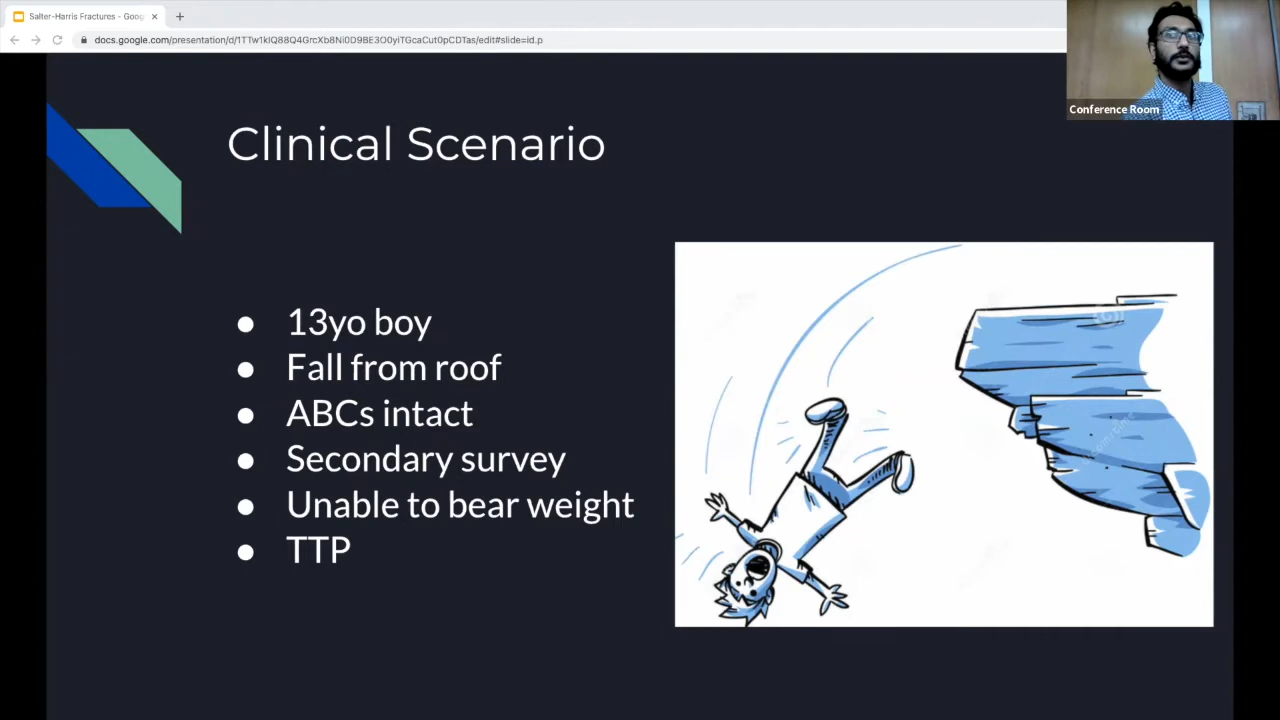 Salter-Harris Fractures - Goog
docs.google.com/presentation/d/1TTw1klQ88Q4GrcXb8Ni0D9BE3O0yiTGcaCut0pCDTas/edit#slide=id.p
Conference Room
Clinical Scenario
● 13yo boy
● Fall from roof
● ABCs intact
● Secondary survey
● Unable to bear weight
● TTP